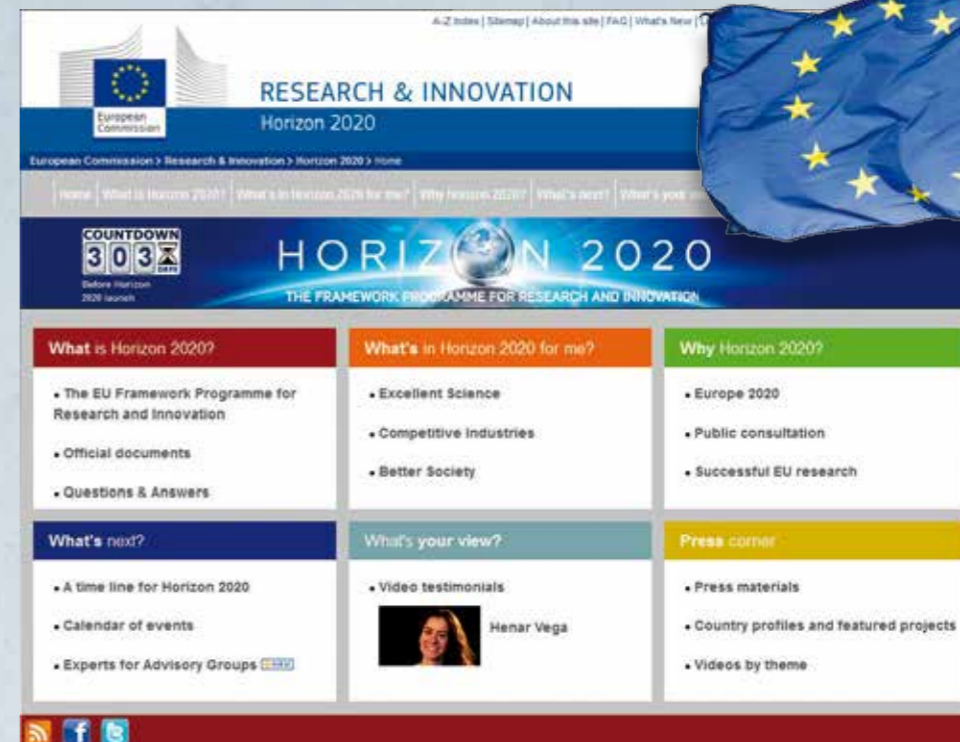 A-Z Index | Sitemap | About this site | FAQ | What's New |
European
Commission
RESEARCH & INNOVATION
Horizon 2020
European Commission > Research & Innovation > Horizon 2020 > Home
Home | What is Horizon 2020? | What's in Horizon 2020 for me? | Why Horizon 2020? | What's next? | What's your
COUNTDOWN
303
DAYS
Before Horizon
2020 launch
HORIZON 2020
THE FRAMEWORK PROGRAMME FOR RESEARCH AND INNOVATION
What is Horizon 2020?
• The EU Framework Programme for
Research and Innovation
• Official documents
• Questions & Answers
What's in Horizon 2020 for me?
• Excellent Science
• Competitive Industries
• Better Society
Why Horizon 2020?
• Europe 2020
• Public consultation
• Successful EU research
What's next?
• A time line for Horizon 2020
• Calendar of events
• Experts for Advisory Groups
What's your view?
• Video testimonials
Henar Vega
Press corner
• Press materials
• Country profiles and featured projects
• Videos by theme